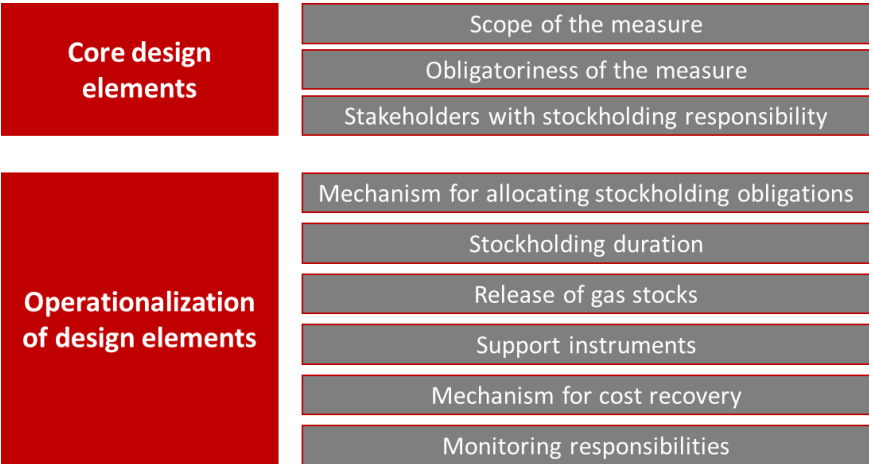 Core design
elements
Scope of the measure
Obligatoriness of the measure
Stakeholders with stockholding responsibility
Operationalization
of design elements
Mechanism for allocating stockholding obligations
Stockholding duration
Release of gas stocks
Support instruments
Mechanism for cost recovery
Monitoring responsibilities